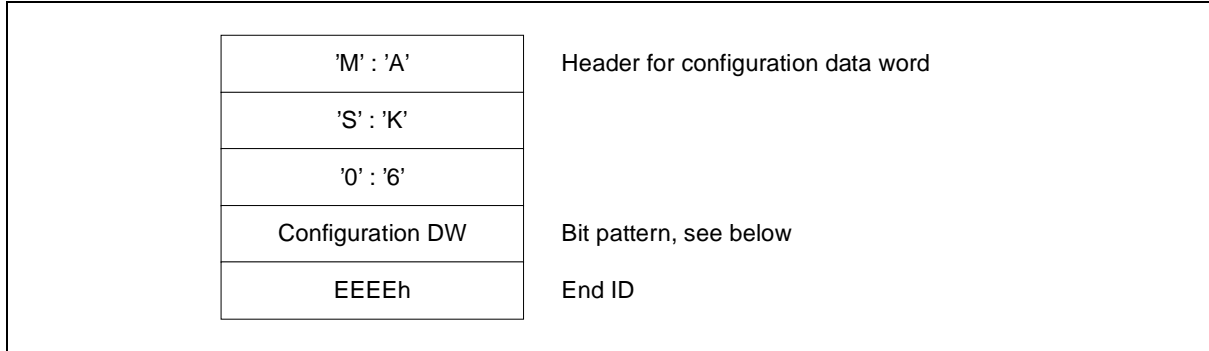 ’M' : 'A'    Header for configuration data word
’S' : 'K'
’0' : ’6’
Configuration DW    Bit pattern, see below
EEEEh    End ID